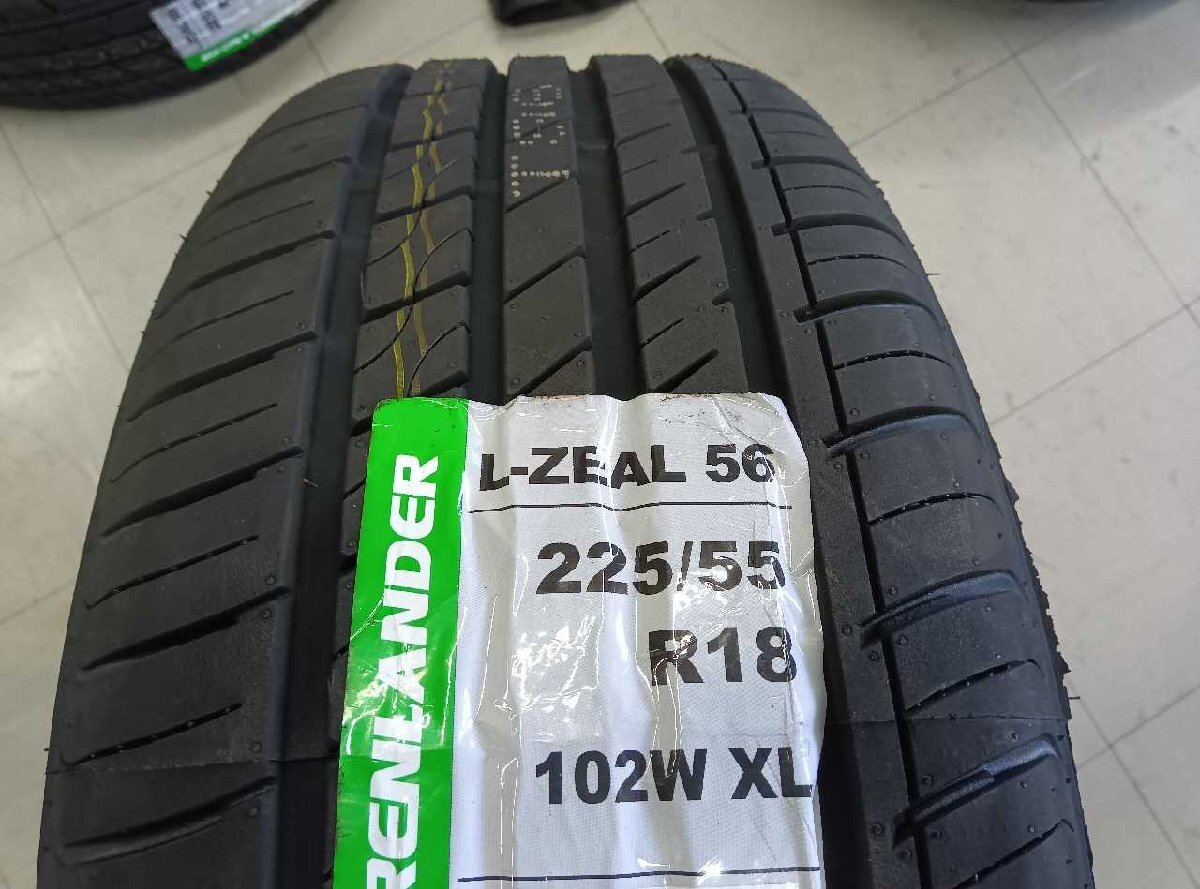 L-ZEAL 56
225/55
R18
102W XL
RENLANDER